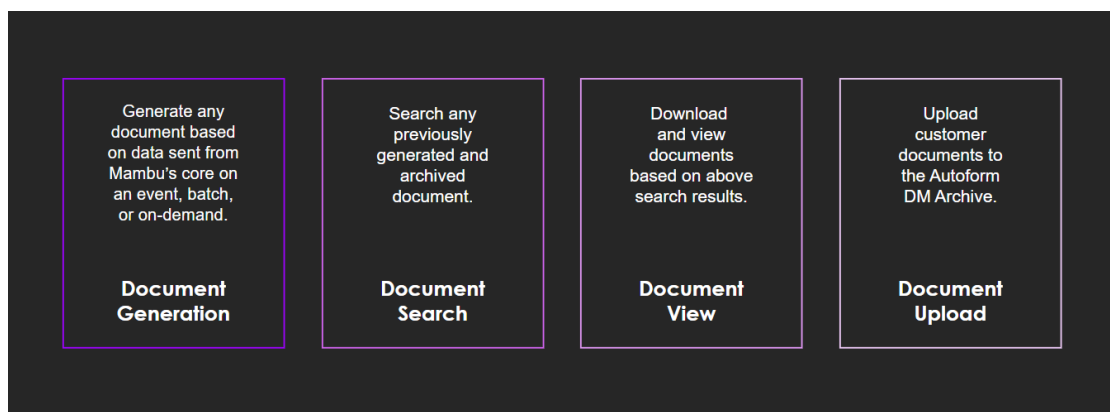 Generate any
document based
on data sent from
Mambu's core on
an event, batch,
or on-demand.
Document
Generation
Search any
previously
generated and
archived
document.
Document
Search
Download
and view
documents
based on above
search results.
Document
View
Upload
customer
documents to
the Autoform
DM Archive.
Document
Upload